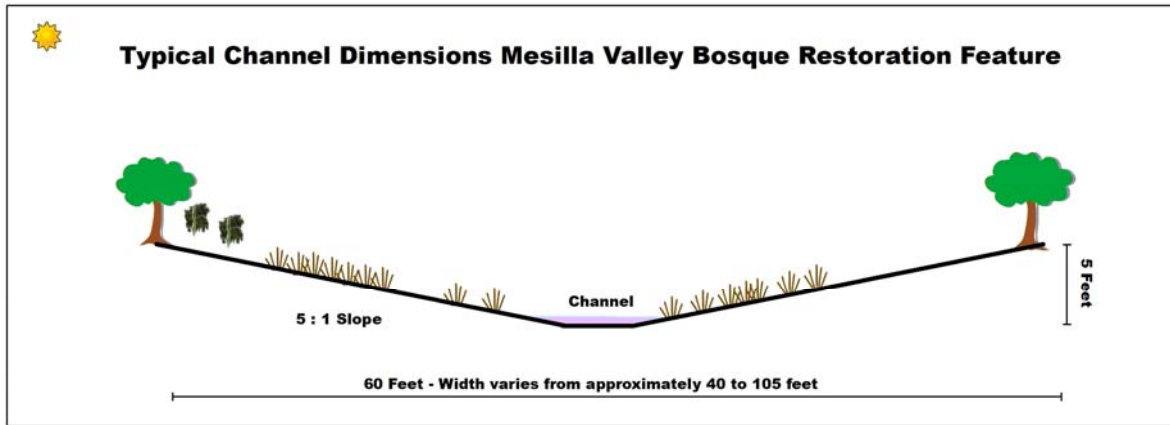 Typical Channel Dimensions Mesilla Valley Bosque Restoration Feature
5 Feet
Channel
5 : 1 Slope
60 Feet - Width varies from approximately 40 to 105 feet